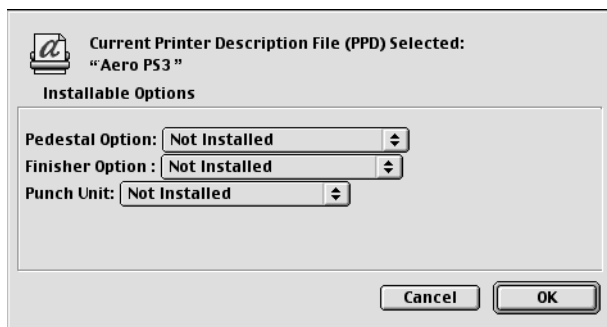 Current Printer Description File (PPD) Selected:
“Aero PS3”
Installable Options
Pedestal Option: Not Installed
Finisher Option : Not Installed
Punch Unit: Not Installed
Cancel OK